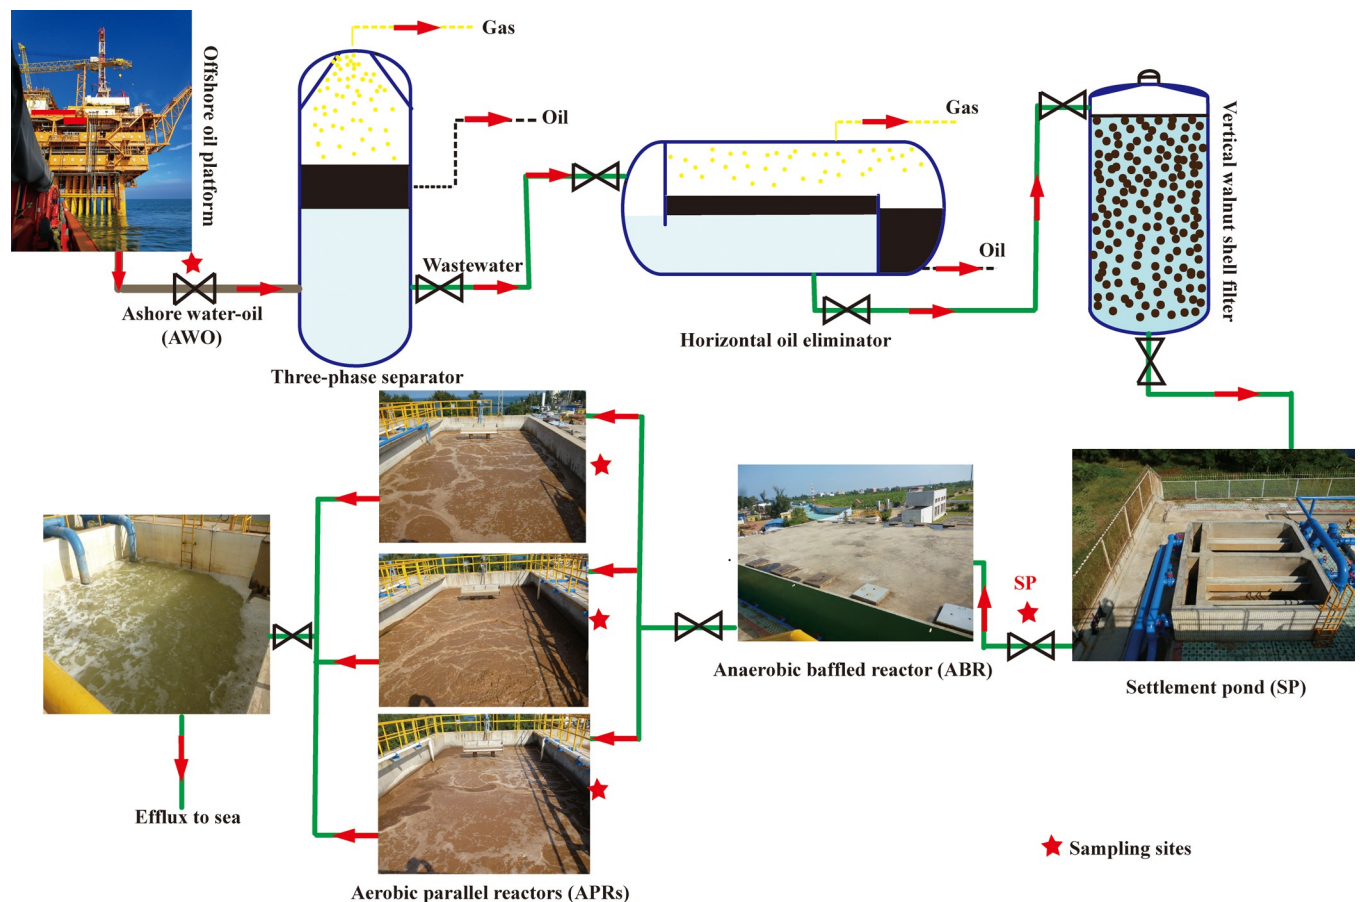 Gas
Offshore oil platform
Oil
Gas
Vertical walnut shell filter
Wastewater
Oil
Ashore water-oil
(AWO)
Horizontal oil eliminator
Three-phase separator
SP
Anaerobic baffled reactor (ABR)
Settlement pond (SP)
Efflux to sea
Sampling sites
Aerobic parallel reactors (APRs)